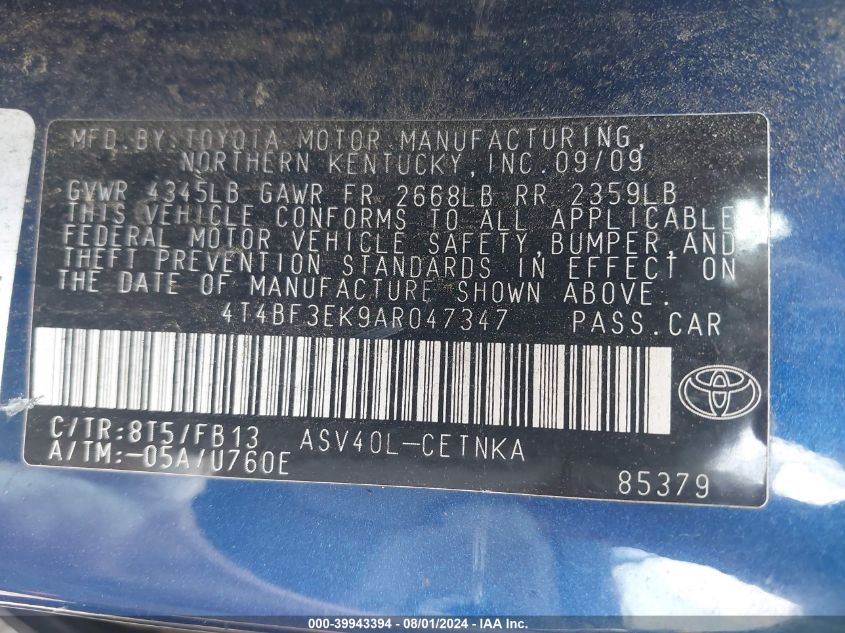 MFD.BY:TOYOTA MOTOR MANUFACTURING,
NORTHERN KENTUCKY,INC.09/09
GVWR 4345LB GAWR FR 2668LB RR 2359LB
THIS VEHICLE CONFORMS TO ALL APPLICABLE
FEDERAL MOTOR VEHICLE SAFETY,BUMPER,AND
THEFT PREVENTION STANDARDS IN EFFECT ON
THE DATE OF MANUFACTURE SHOWN ABOVE.
4T4BF3EK9AR047347 PASS.CAR
C/TR:8T5/FB13 ASV40L-CETNKA
A/TM:-05A/U760E
85379
000-39943394 - 08/01/2024 - IAA Inc.